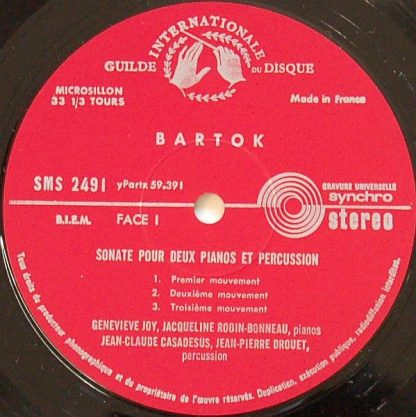 GUILDE INTERNATIONALE DU DISQUE
MICROSILLON
33 1/3 TOURS
Made in France
BARTOK
SMS 2491 yPartx 59.391
GRAVURE UNIVERSELLE
synchro
stereo
B.I.E.M. FACE I
SONATE POUR DEUX PIANOS ET PERCUSSION
1. Premier mouvement
2. Deuxième mouvement
3. Troisième mouvement
GENEVIEVE JOY, JACQUELINE ROBIN-BONNEAU, pianos
JEAN-CLAUDE CASADESUS, JEAN-PIERRE DROUET,
percussion
Tous droits du producteur phonographique et du propriétaire de l'œuvre réservés. Duplication, exécution publique, radiodiffusion interdites.